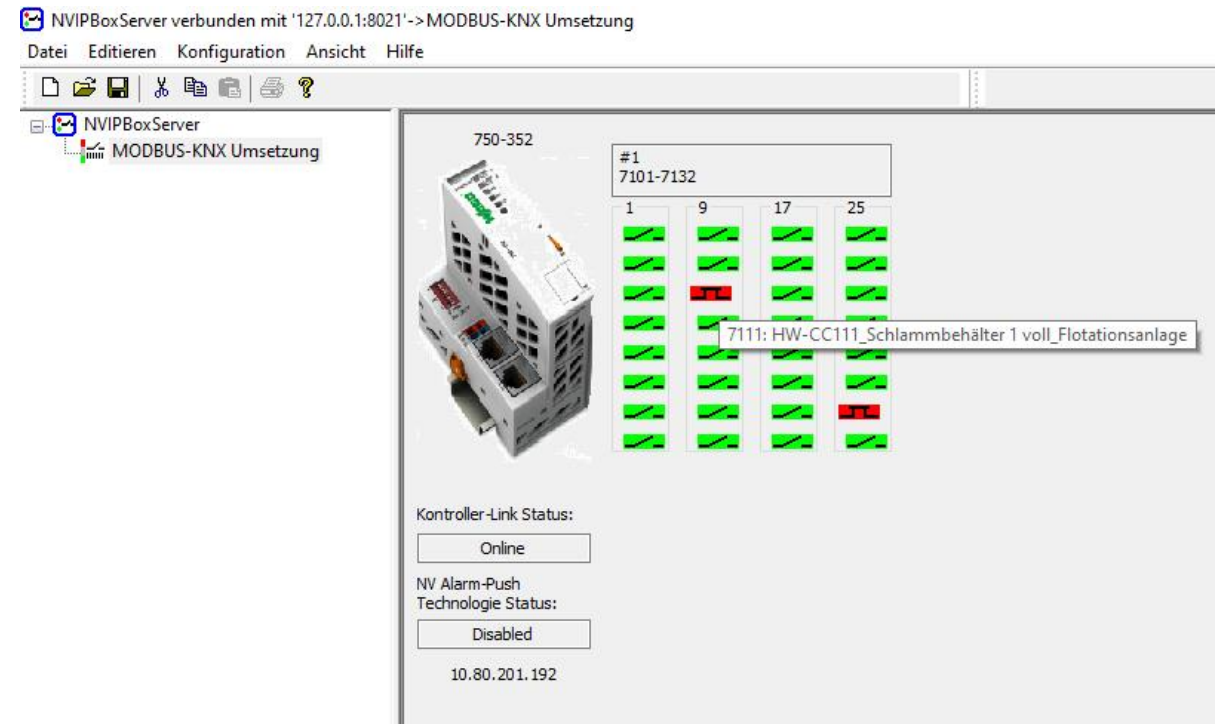 NVIPBoxServer verbunden mit '127.0.0.1:8021'->MODBUS-KNX Umsetzung
Datei Editieren Konfiguration Ansicht Hilfe
NVIPBoxServer
MODBUS-KNX Umsetzung
750-352
#1
7101-7132
1 9 17 25
7111: HW-CC111_Schlammbehälter 1 voll_Flotationsanlage
Kontroller-Link Status:
Online
NV Alarm-Push
Technologie Status:
Disabled
10.80.201.192